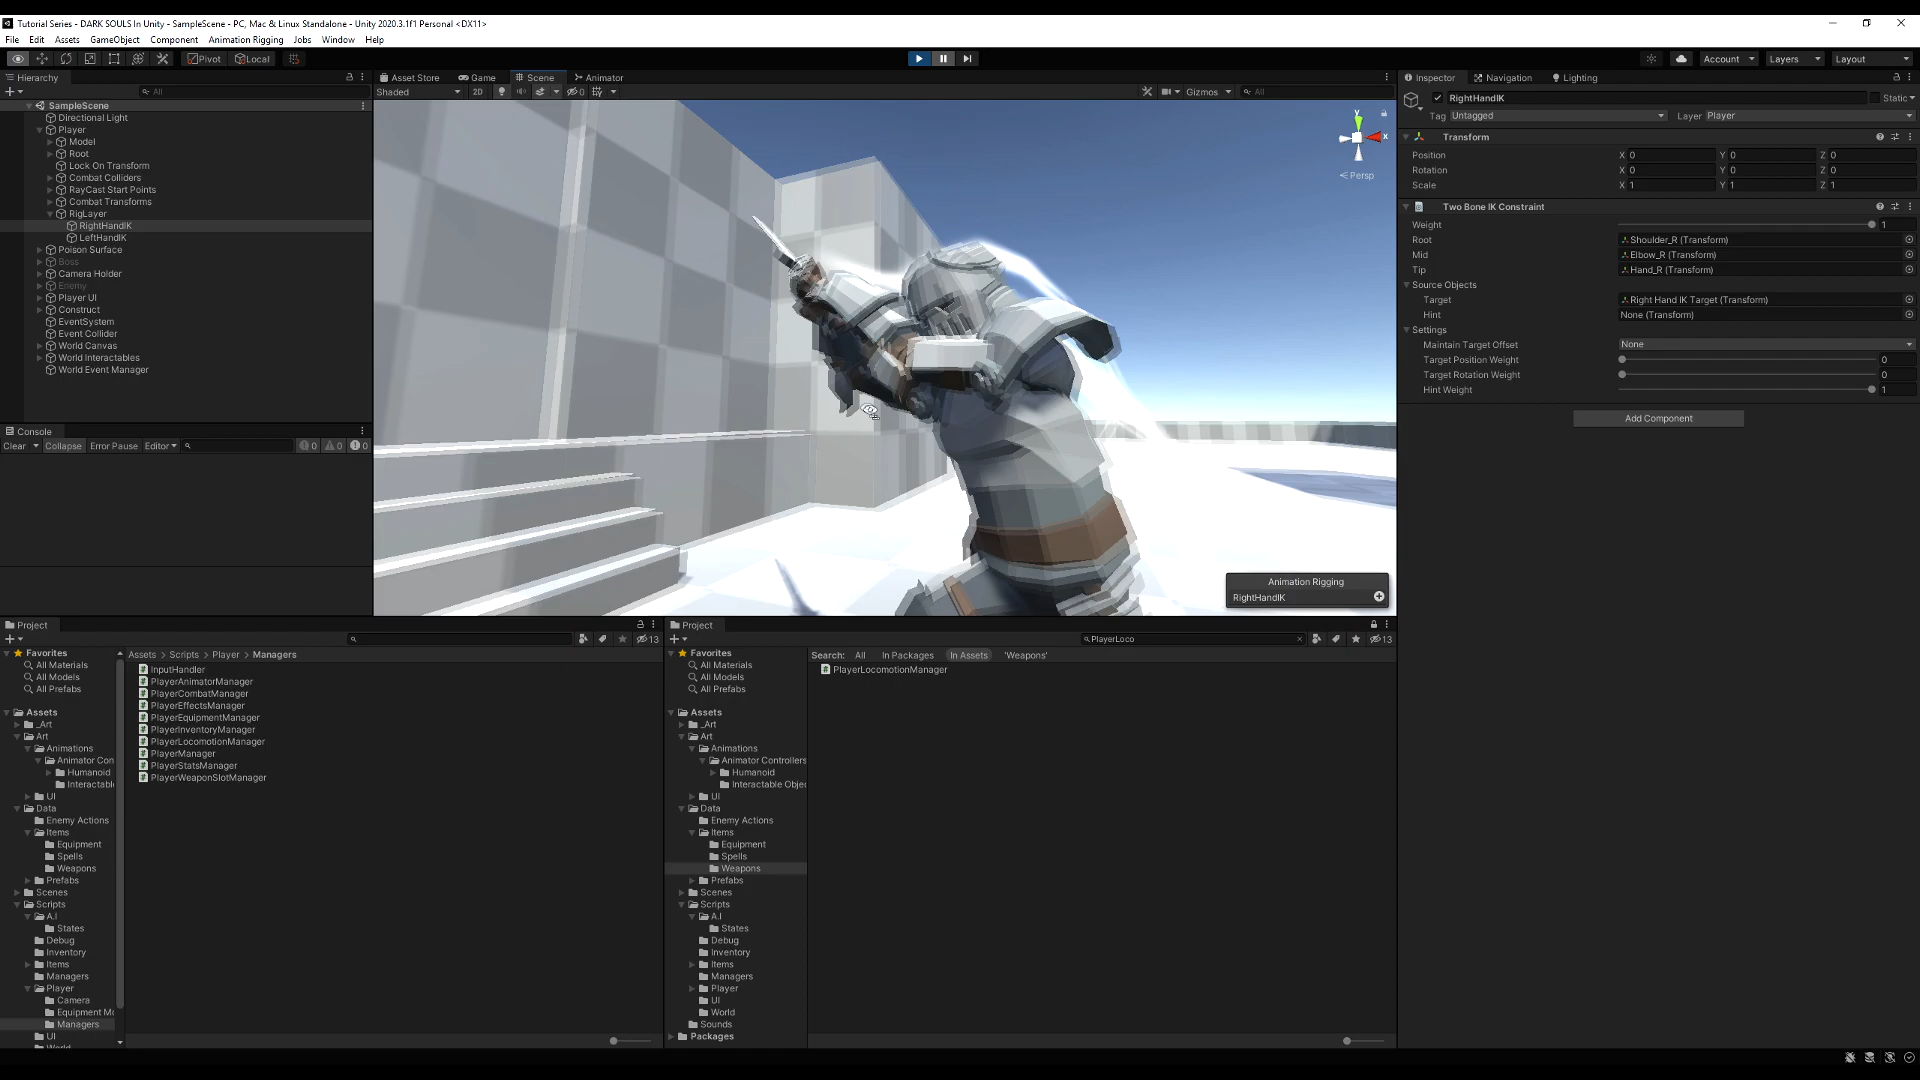 Tutorial Series - DARK SOULS In Unity - SampleScene - PC, Mac & Linux Standalone - Unity 2020.3.1f1 Personal <DX11>
File Edit Assets GameObject Component Animation Rigging Jobs Window Help
Pivot Local Account Layers Layout
Hierarchy
All
SampleScene
Directional Light
Player
Model
Root
Lock On Transform
Combat Colliders
RayCast Start Points
Combat Transforms
RigLayer
RightHandIK
LeftHandIK
Poison Surface
Boss
Camera Holder
Enemy
Player UI
Construct
EventSystem
Event Collider
World Canvas
World Interactables
World Event Manager
Console
Clear Collapse Error Pause Editor 0 0 0
Asset Store Game Scene Animator
Shaded 2D 0 Gizmos All
y
x
Persp
Animation Rigging
RightHandIK
Inspector Navigation Lighting
RightHandIK Static
Tag Untagged Layer Player
Transform
Position X 0 Y 0 Z 0
Rotation X 0 Y 0 Z 0
Scale X 1 Y 1 Z 1
Two Bone IK Constraint
Weight 1
Root Shoulder_R (Transform)
Mid Elbow_R (Transform)
Tip Hand_R (Transform)
Source Objects
Target Right Hand IK Target (Transform)
Hint None (Transform)
Settings
Maintain Target Offset None
Target Position Weight 0
Target Rotation Weight 0
Hint Weight 1
Add Component
Project
13
Favorites
All Materials
All Models
All Prefabs
Assets
_Art
Art
Animations
Animator Con
Humanoid
Interactabl
UI
Data
Enemy Actions
Items
Equipment
Spells
Weapons
Prefabs
Scenes
Scripts
A.I
States
Debug
Inventory
Items
Managers
Player
Camera
Equipment Mo
Managers
UI
World
Assets > Scripts > Player > Managers
InputHandler
PlayerAnimatorManager
PlayerCombatManager
PlayerEffectsManager
PlayerEquipmentManager
PlayerInventoryManager
PlayerLocomotionManager
PlayerManager
PlayerStatsManager
PlayerWeaponSlotManager
Project
PlayerLoco 13
Favorites
All Materials
All Models
All Prefabs
Assets
_Art
Art
Animations
Animator Controllers
Humanoid
Interactable Objec
UI
Data
Enemy Actions
Items
Equipment
Spells
Weapons
Prefabs
Scenes
Scripts
A.I
States
Debug
Inventory
Items
Managers
Player
UI
World
Sounds
Packages
Search: All In Packages In Assets 'Weapons'
PlayerLocomotionManager